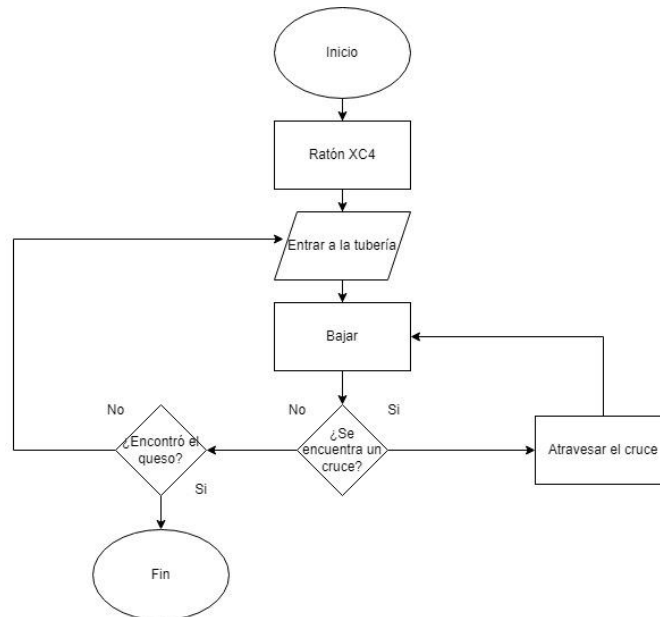 Inicio
Ratón XC4
Entrar a la tubería
Bajar
No
No
Si
¿Encontró el
queso?
¿Se
encuentra un
cruce?
Atravesar el cruce
Si
Fin